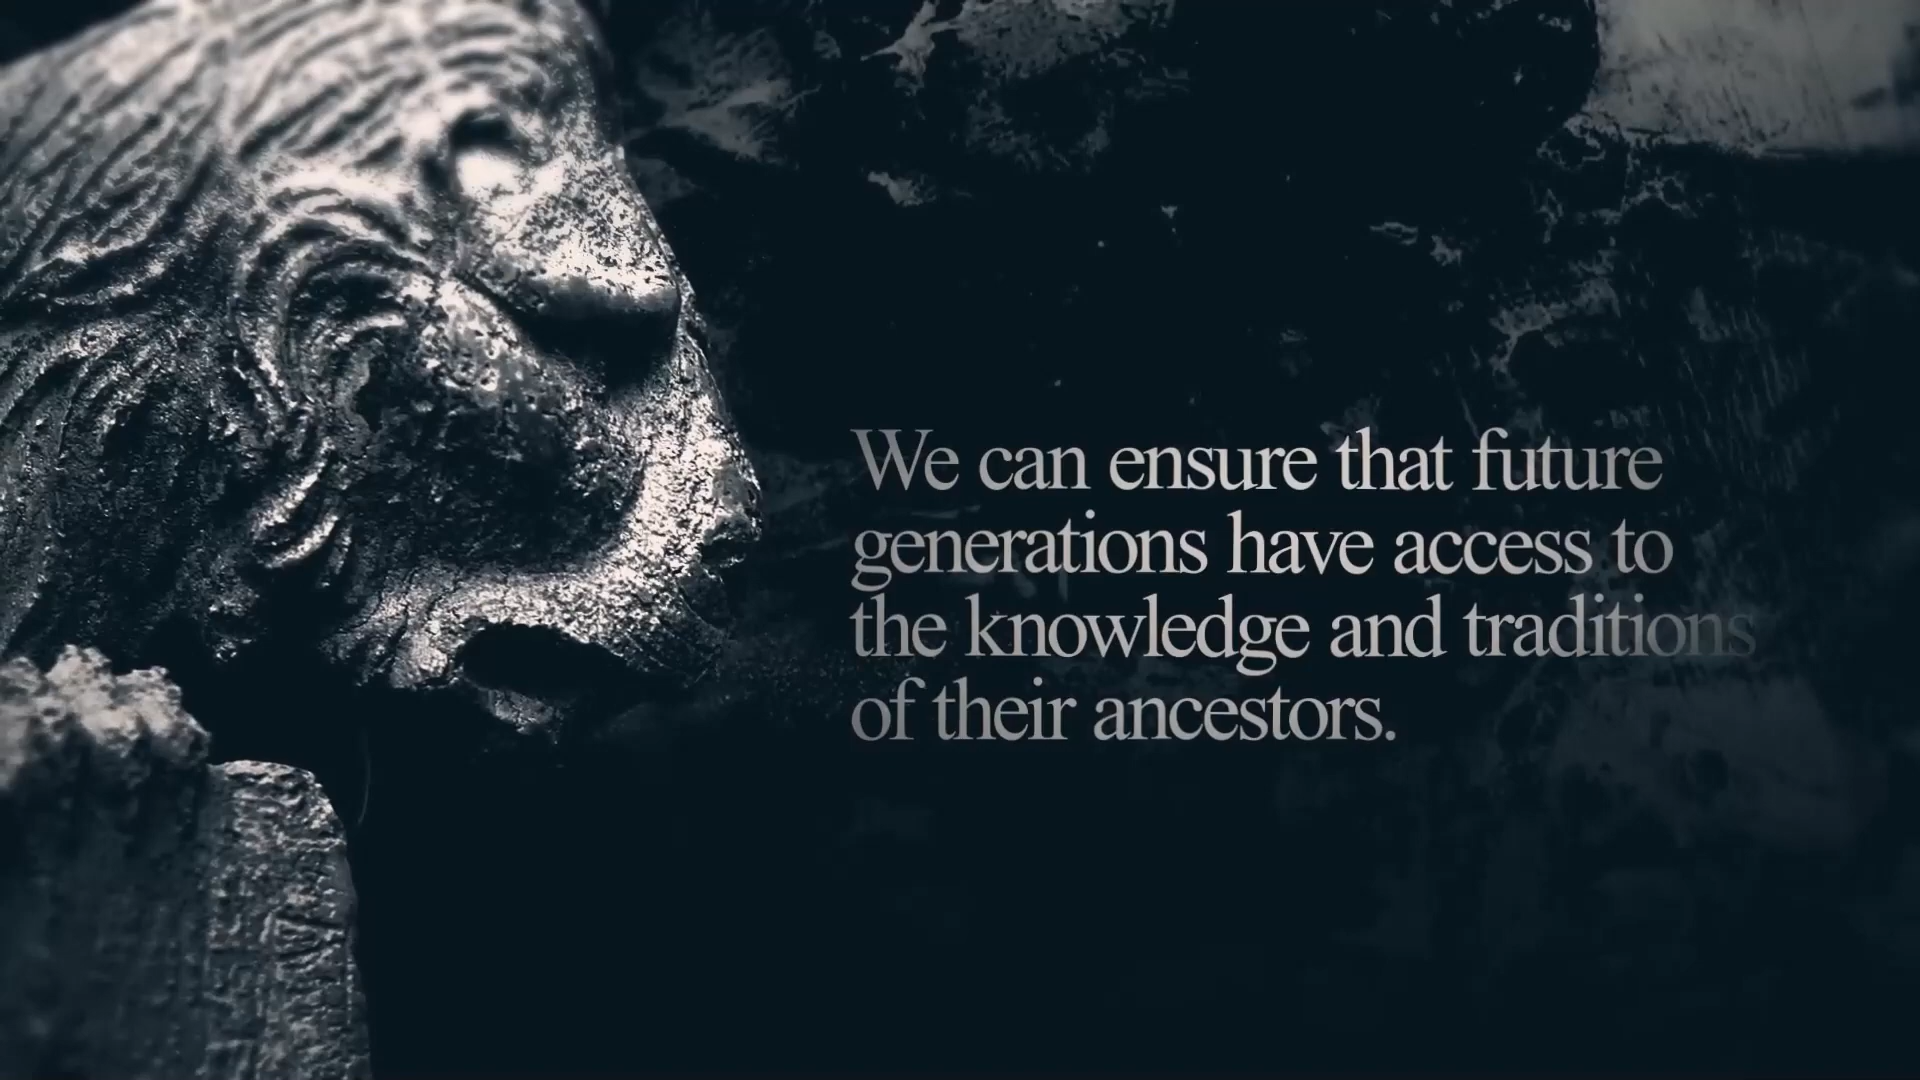 We can ensure that future
generations have access to
the knowledge and traditions
of their ancestors.